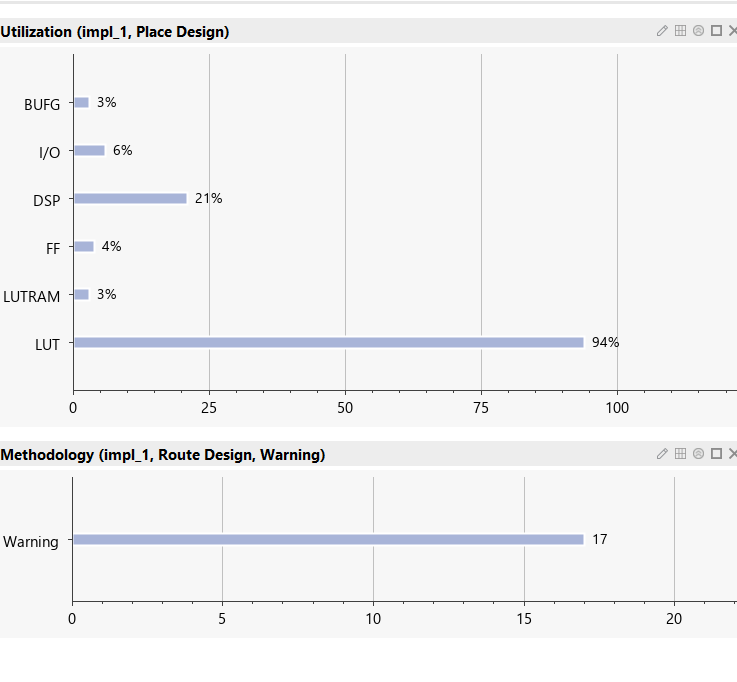 Utilization (impl_1, Place Design)
BUFG 3%
I/O 6%
DSP 21%
FF 4%
LUTRAM 3%
LUT 94%
0 25 50 75 100
Methodology (impl_1, Route Design, Warning)
Warning 17
0 5 10 15 20